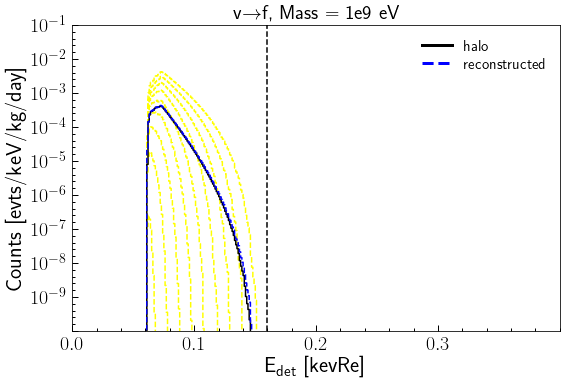 v→f, Mass = 1e9 eV
halo
reconstructed
Counts [evts/keV/kg/day]
10⁻¹
10⁻²
10⁻³
10⁻⁴
10⁻⁵
10⁻⁶
10⁻⁷
10⁻⁸
10⁻⁹
0.0 0.1 0.2 0.3
E_det [kevRe]